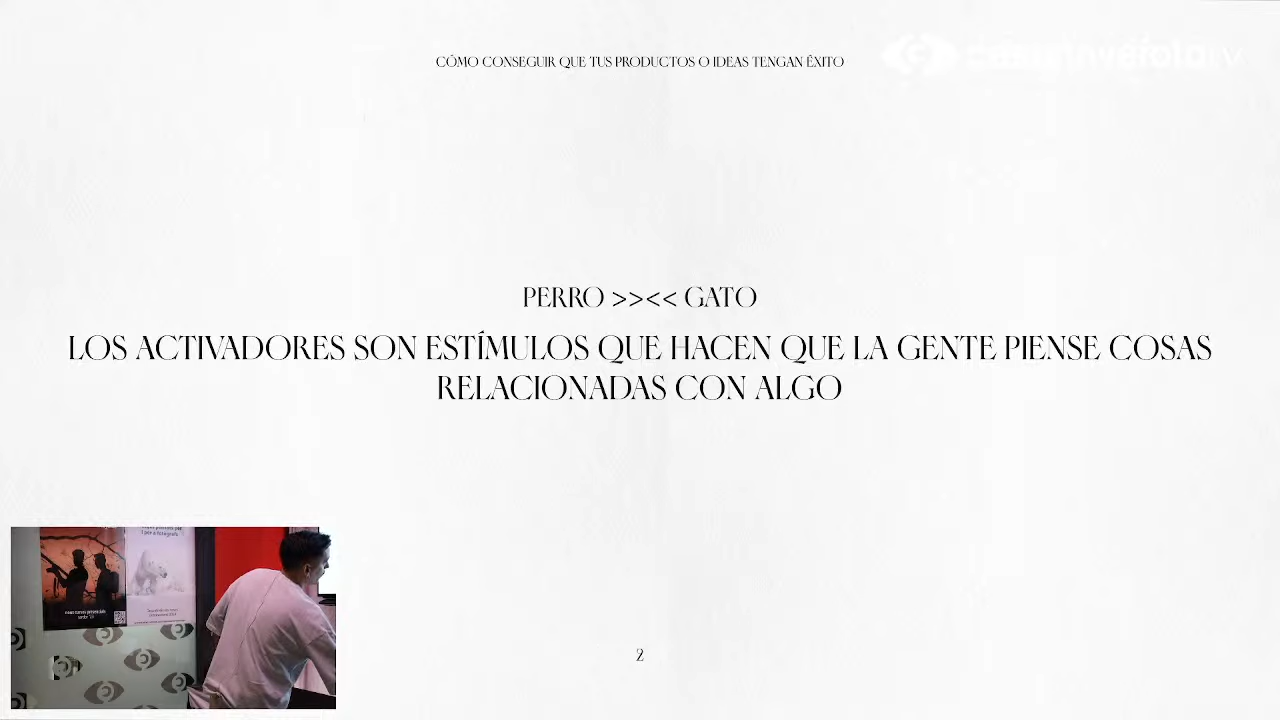 CÓMO CONSEGUIR QUE TUS PRODUCTOS O IDEAS TENGAN ÉXITO
PERRO >><< GATO
LOS ACTIVADORES SON ESTÍMULOS QUE HACEN QUE LA GENTE PIENSE COSAS
RELACIONADAS CON ALGO
2